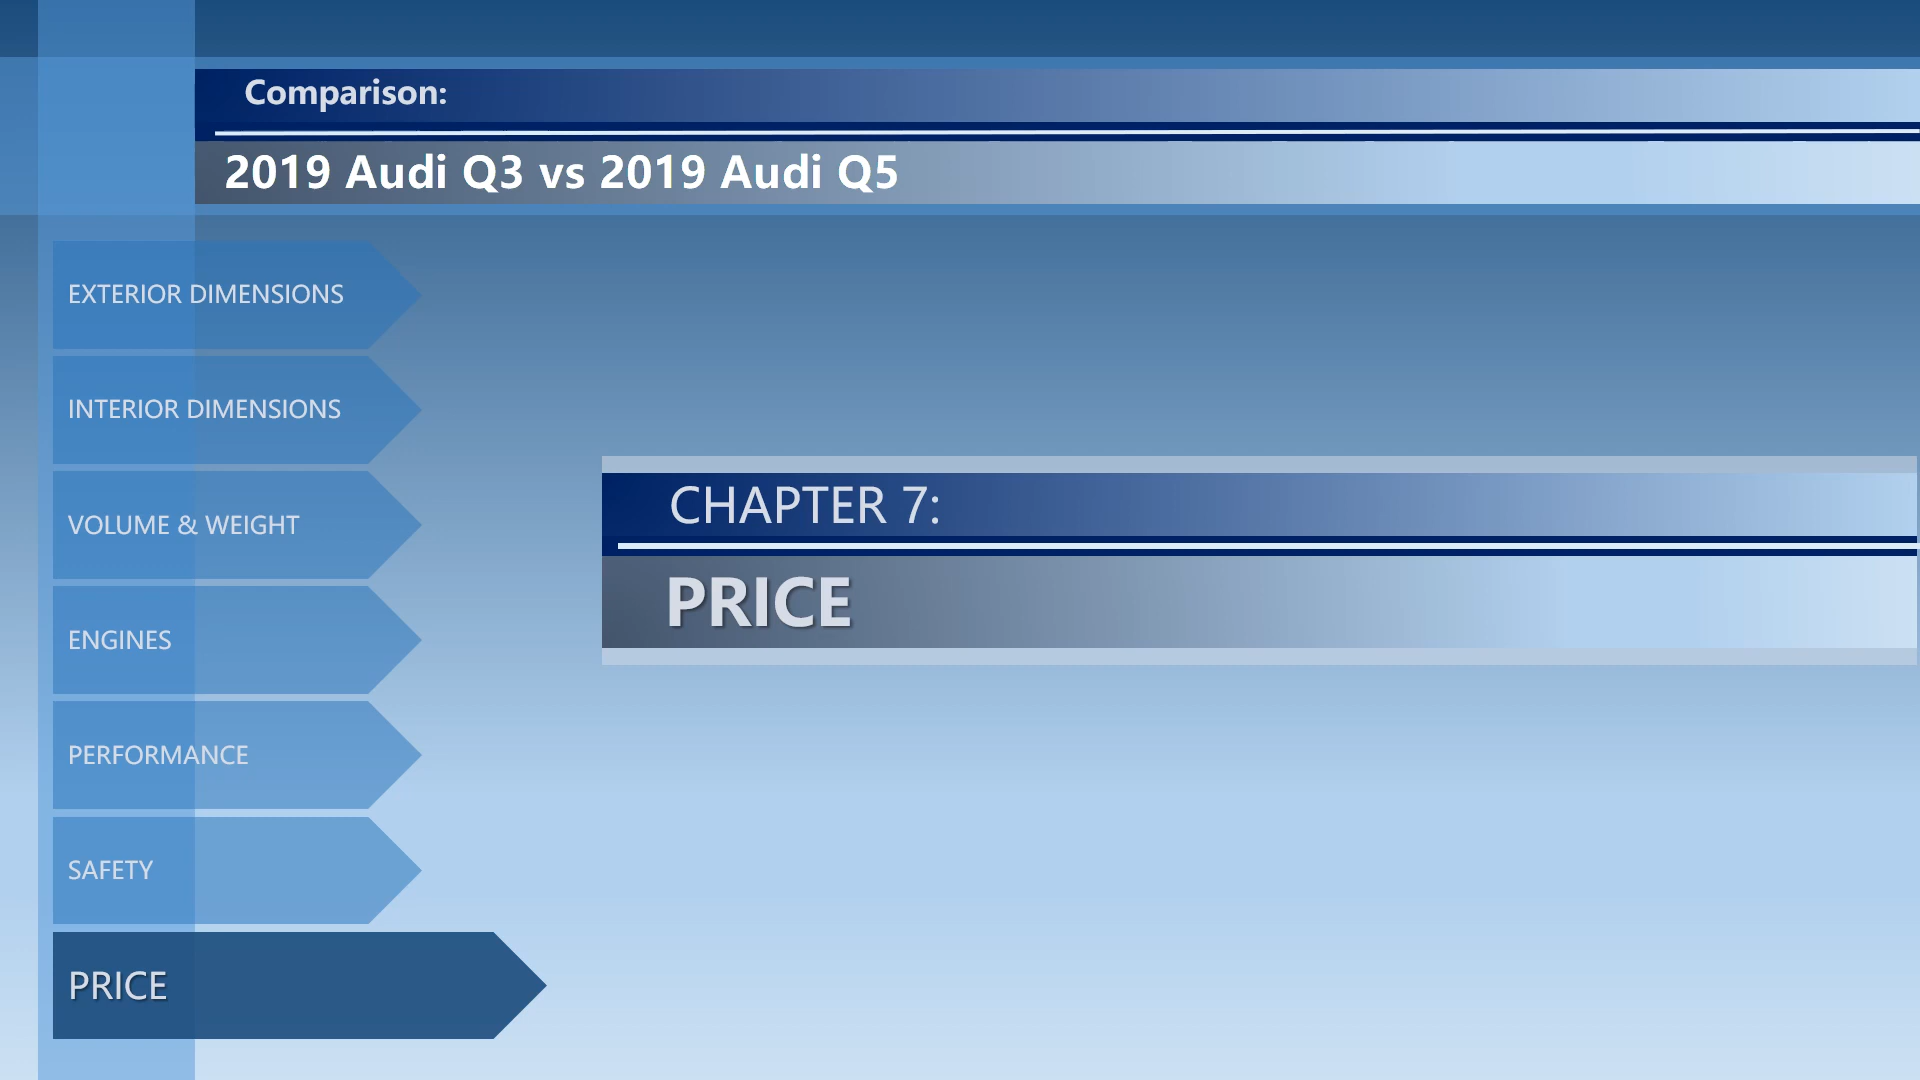 Comparison:
2019 Audi Q3 vs 2019 Audi Q5
EXTERIOR DIMENSIONS
INTERIOR DIMENSIONS
VOLUME & WEIGHT
ENGINES
PERFORMANCE
SAFETY
PRICE
CHAPTER 7:
PRICE